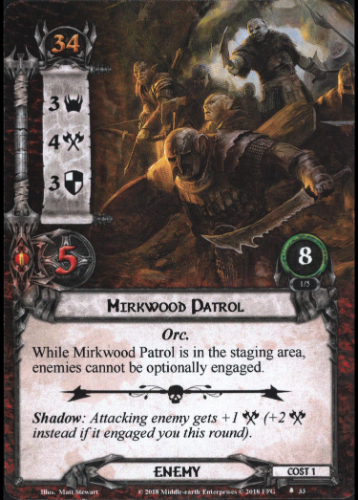 34
3
4
3
5
8
1/5
Mirkwood Patrol
Orc.
While Mirkwood Patrol is in the staging area,
enemies cannot be optionally engaged.
Shadow: Attacking enemy gets +1 (+2
instead if it engaged you this round).
Illus. Matt Stewart
ENEMY
© 2018 Middle-earth Enterprises © 2018 FFG
COST 1
33